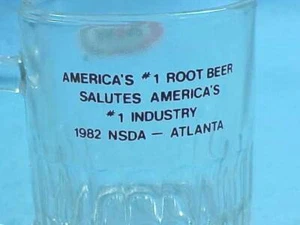 AMERICA'S #1 ROOT BEER
SALUTES AMERICA'S
#1 INDUSTRY
1982 NSDA — ATLANTA